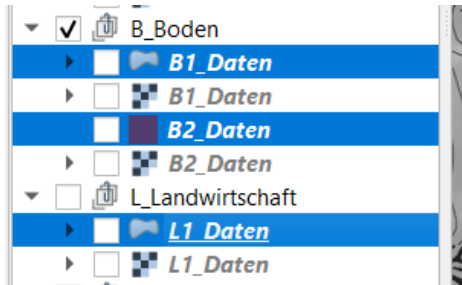 B_Boden
B1_Daten
B1_Daten
B2_Daten
B2_Daten
L_Landwirtschaft
L1_Daten
L1_Daten